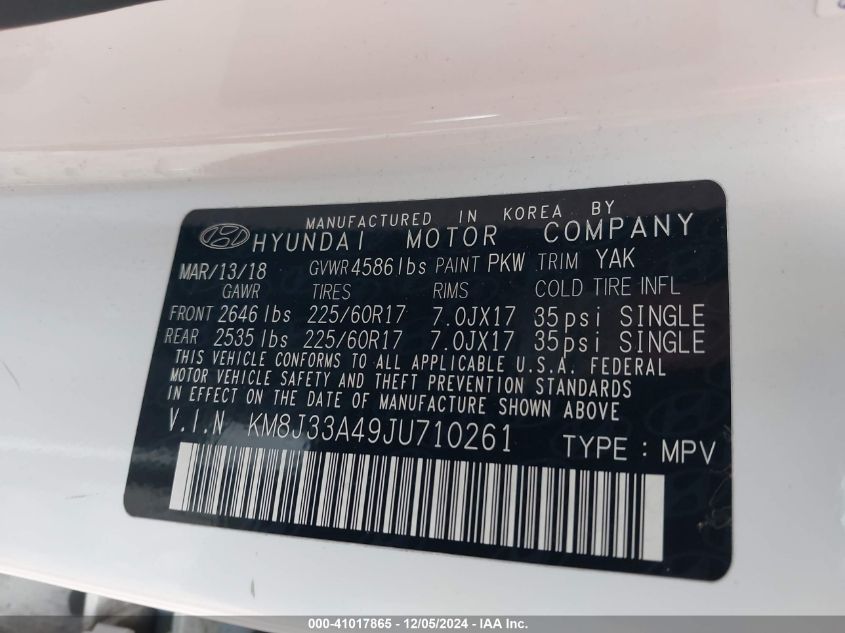 MANUFACTURED IN KOREA BY
HYUNDAI MOTOR COMPANY
MAR/13/18 GVWR 4586 lbs PAINT PKW TRIM YAK
GAWR TIRES RIMS COLD TIRE INFL
FRONT 2646 lbs 225/60R17 7.0JX17 35psi SINGLE
REAR 2535 lbs 225/60R17 7.0JX17 35psi SINGLE
THIS VEHICLE CONFORMS TO ALL APPLICABLE U.S.A. FEDERAL
MOTOR VEHICLE SAFETY AND THEFT PREVENTION STANDARDS
IN EFFECT ON THE DATE OF MANUFACTURE SHOWN ABOVE
V.I.N KM8J33A49JU710261 TYPE : MPV
000-41017865 - 12/05/2024 - IAA Inc.